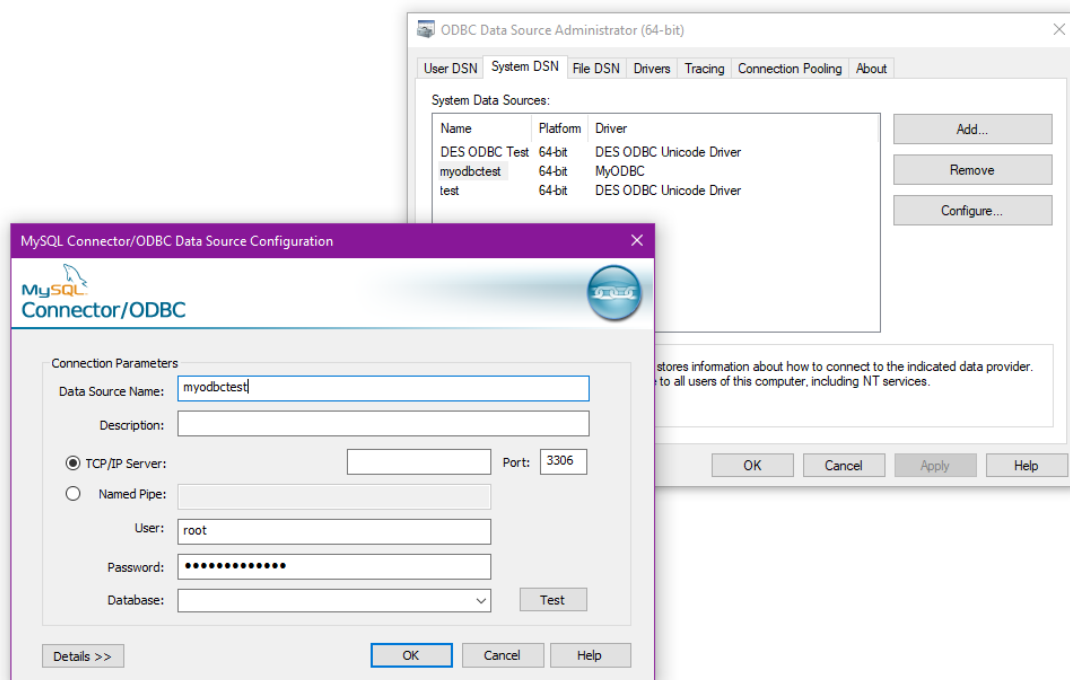 ODBC Data Source Administrator (64-bit)
User DSN System DSN File DSN Drivers Tracing Connection Pooling About
System Data Sources:
Name Platform Driver
DES ODBC Test 64-bit DES ODBC Unicode Driver
myodbctest 64-bit MyODBC
test 64-bit DES ODBC Unicode Driver
Add...
Remove
Configure...
stores information about how to connect to the indicated data provider.
to all users of this computer, including NT services.
OK Cancel Apply Help
MySQL Connector/ODBC Data Source Configuration
MySQL
Connector/ODBC
Connection Parameters
Data Source Name: myodbctest
Description:
TCP/IP Server: Port: 3306
Named Pipe:
User: root
Password: •••••••••••••
Database: Test
Details >> OK Cancel Help